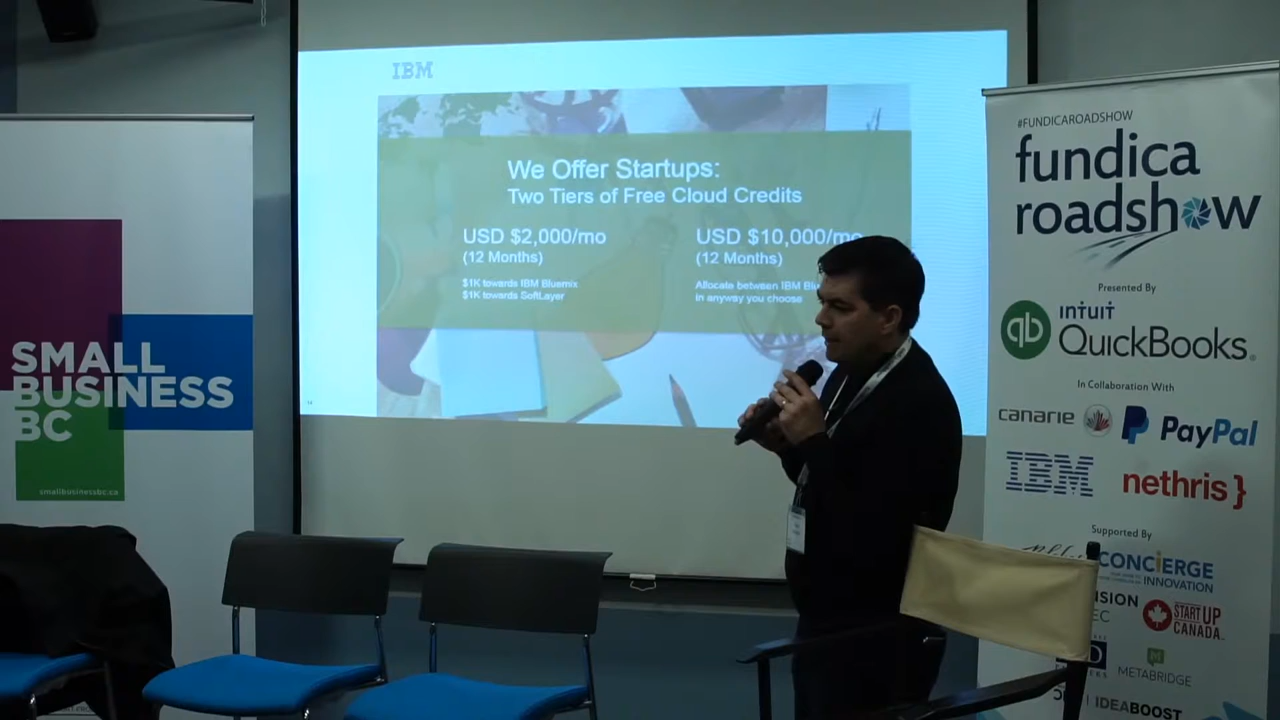 SMALL
BUSINESS
BC
smallbusinessbc.ca
IBM
We Offer Startups:
Two Tiers of Free Cloud Credits
USD $2,000/mo
(12 Months)
$1K towards IBM Bluemix
$1K towards SoftLayer
USD $10,000/mo
(12 Months)
Allocate between IBM
in anyway you choose
#FUNDICAROADSHOW
fundica
roadshow
Presented By
qb intuit
QuickBooks.
In Collaboration With
canarie PayPal
IBM nethris}
Supported By
CONCIERGE
INNOVATION
STARTUP
CANADA
METABRIDGE
IDEABOOST